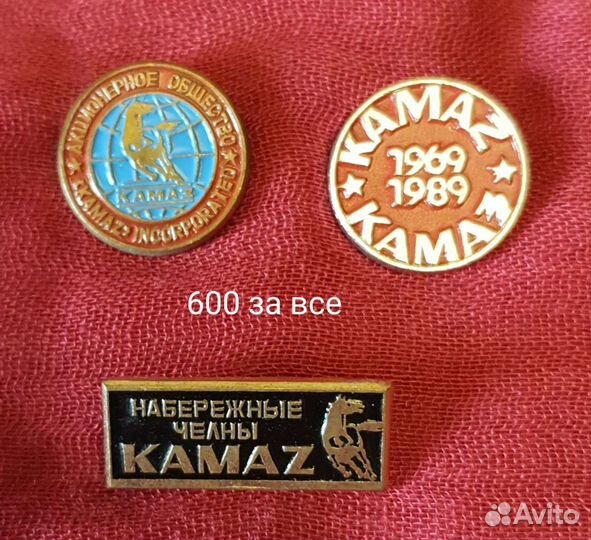 АКЦИОНЕРНОЕ ОБЩЕСТВО
KAMAZ
«KAMAZ» INCORPORATED
KAMAZ
1969
1989
КАМАЗ
600 за все
НАБЕРЕЖНЫЕ
ЧЕЛНЫ
KAMAZ
Avito